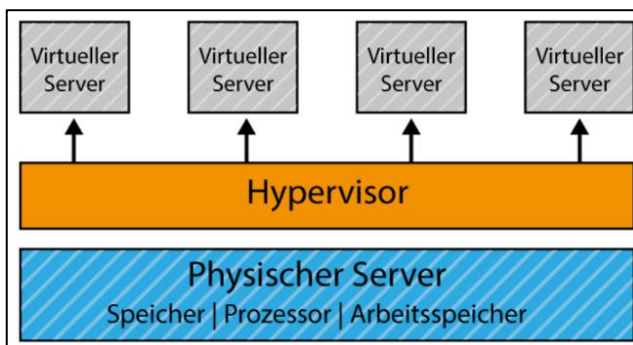 Virtueller
Server
Virtueller
Server
Virtueller
Server
Virtueller
Server
Hypervisor
Physischer Server
Speicher | Prozessor | Arbeitsspeicher